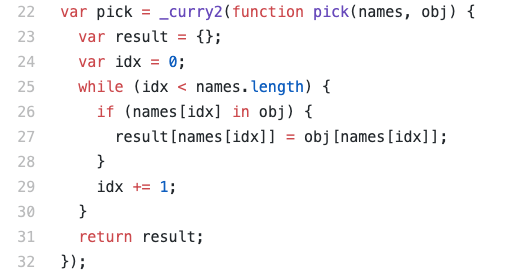 22 var pick = _curry2(function pick(names, obj) {
23   var result = {};
24   var idx = 0;
25   while (idx < names.length) {
26     if (names[idx] in obj) {
27       result[names[idx]] = obj[names[idx]];
28     }
29     idx += 1;
30   }
31   return result;
32 });